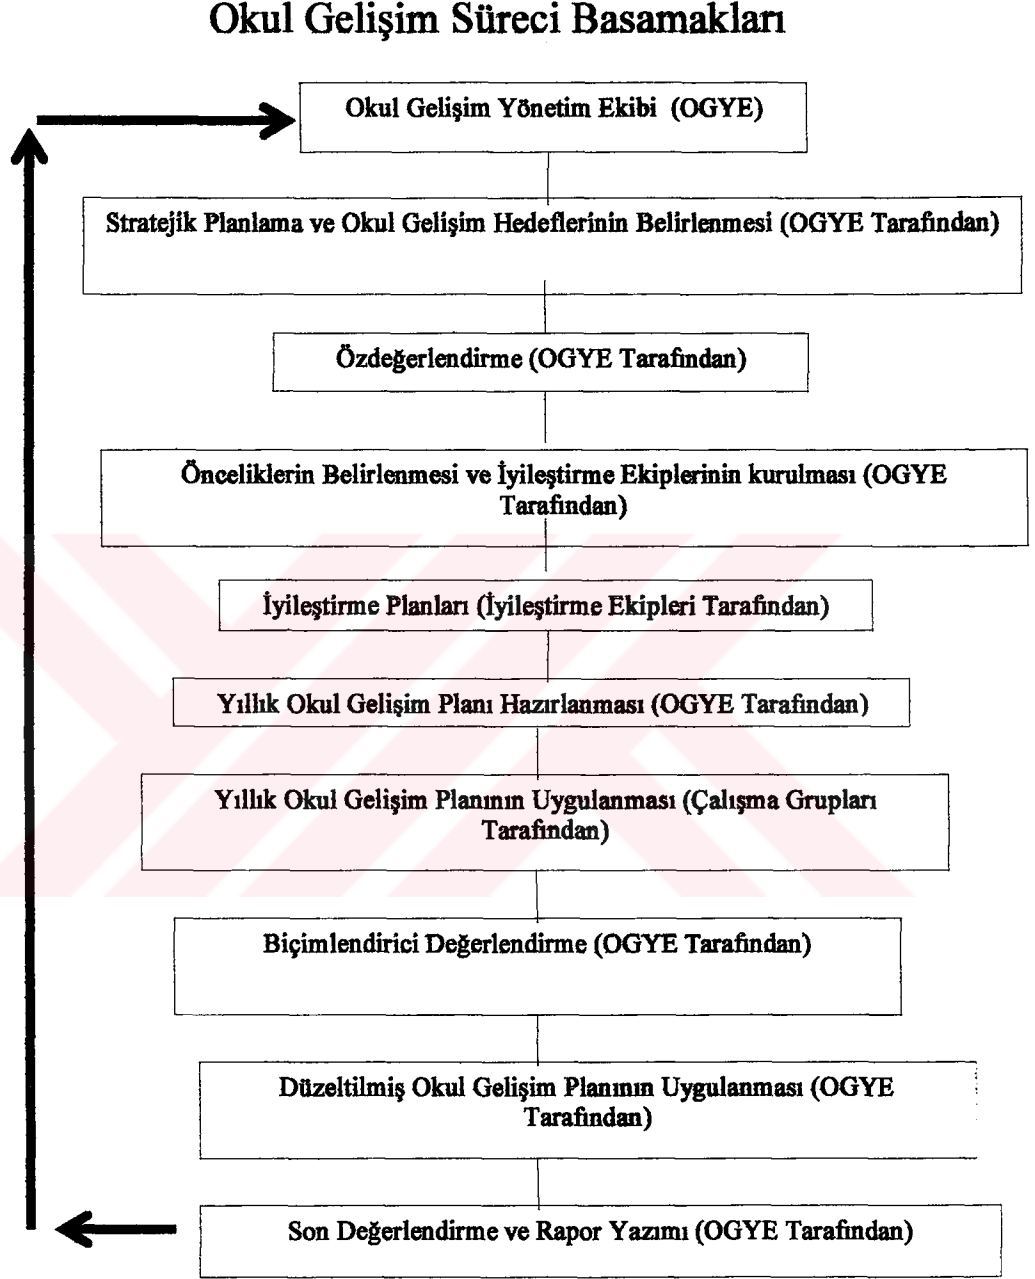 Okul Gelişim Süreci Basamakları
Okul Gelişim Yönetim Ekibi (OGYE)
Stratejik Planlama ve Okul Gelişim Hedeflerinin Belirlenmesi (OGYE Tarafından)
Özdeğerlendirme (OGYE Tarafından)
Önceliklerin Belirlenmesi ve İyileştirme Ekiplerinin kurulması (OGYE
Tarafından)
İyileştirme Planları (İyileştirme Ekipleri Tarafından)
Yıllık Okul Gelişim Planı Hazırlanması (OGYE Tarafından)
Yıllık Okul Gelişim Planının Uygulanması (Çalışma Grupları
Tarafından)
Biçimlendirici Değerlendirme (OGYE Tarafından)
Düzeltilmiş Okul Gelişim Planının Uygulanması (OGYE
Tarafından)
Son Değerlendirme ve Rapor Yazımı (OGYE Tarafından)